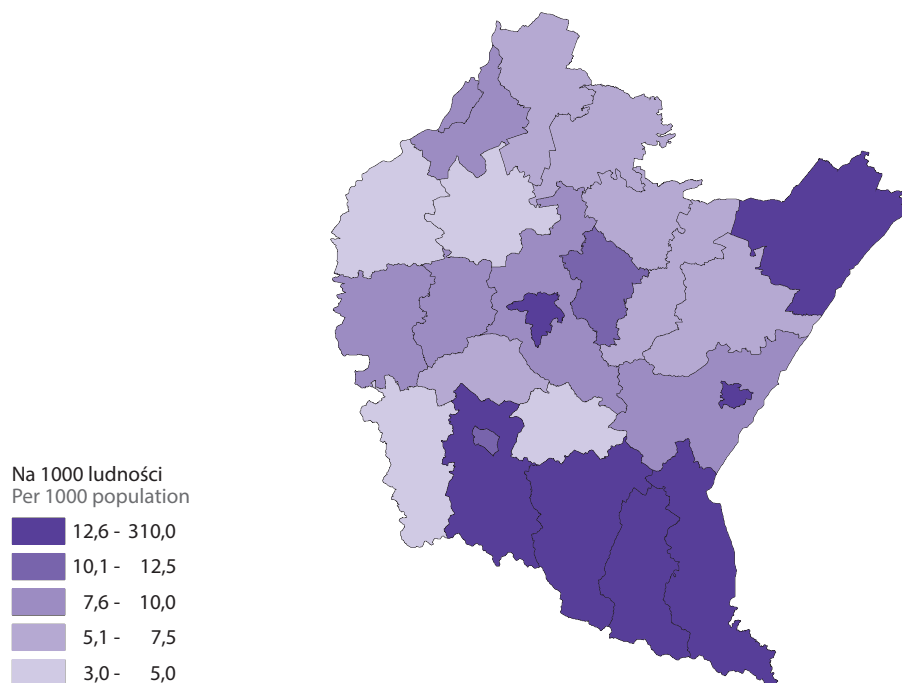 Na 1000 ludności
Per 1000 population
12,6 - 310,0
10,1 - 12,5
7,6 - 10,0
5,1 - 7,5
3,0 - 5,0